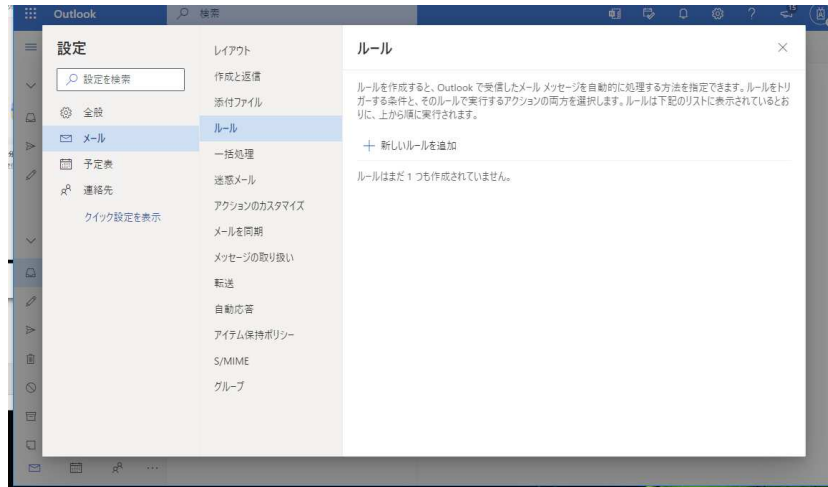 Outlook
検索
15
設定
設定を検索
全般
メール
予定表
連絡先
クイック設定を表示
レイアウト
作成と返信
添付ファイル
ルール
一括処理
迷惑メール
アクションのカスタマイズ
メールを同期
メッセージの取り扱い
転送
自動応答
アイテム保持ポリシー
S/MIME
グループ
ルール
ルールを作成すると、Outlook で受信したメール メッセージを自動的に処理する方法を指定できます。ルールをトリ
ガーする条件と、そのルールで実行するアクションの両方を選択します。ルールは下記のリストに表示されているとお
りに、上から順に実行されます。
新しいルールを追加
ルールはまだ 1 つも作成されていません。